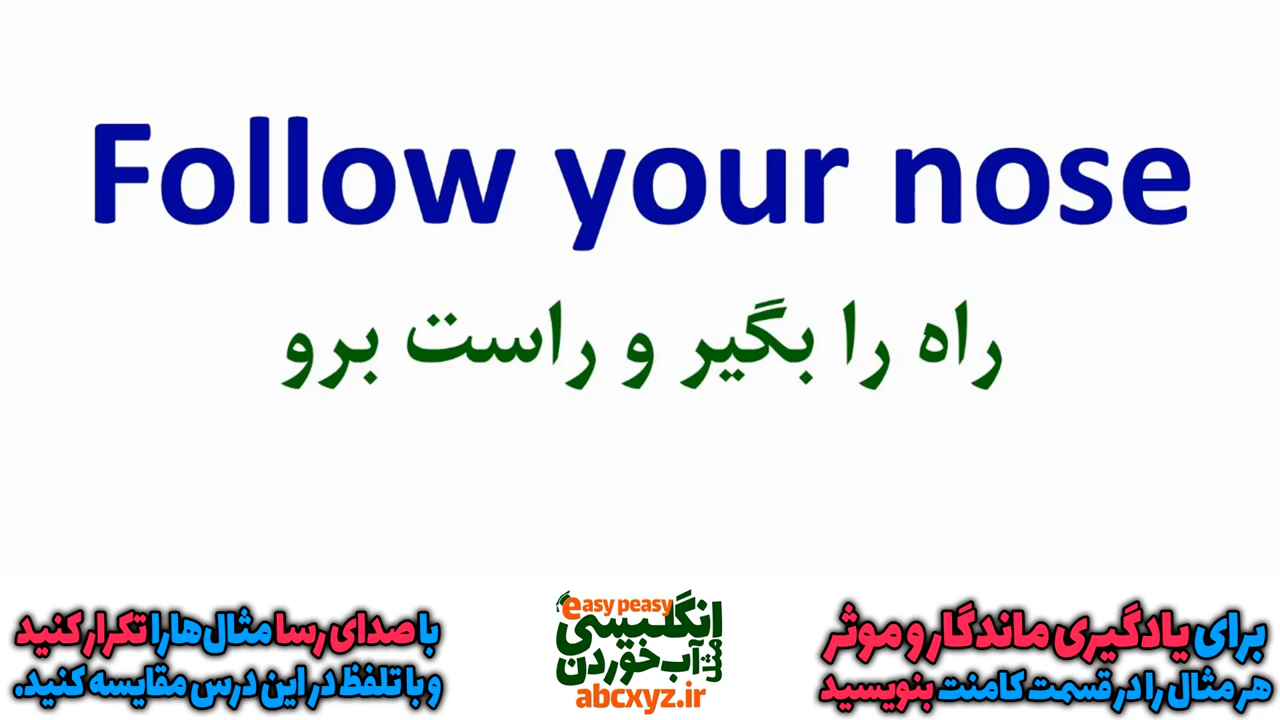 Follow your nose
راه را بگیر و راست برو
برای یادگیری ماندگار و موثر
هر مثال را در قسمت کامنت بنویسید
easy peasy
انگلیسی
مثل آب خوردن
abcxyz.ir
با صدای رسا مثال‌ها را تکرار کنید
و با تلفظ در این درس مقایسه کنید.